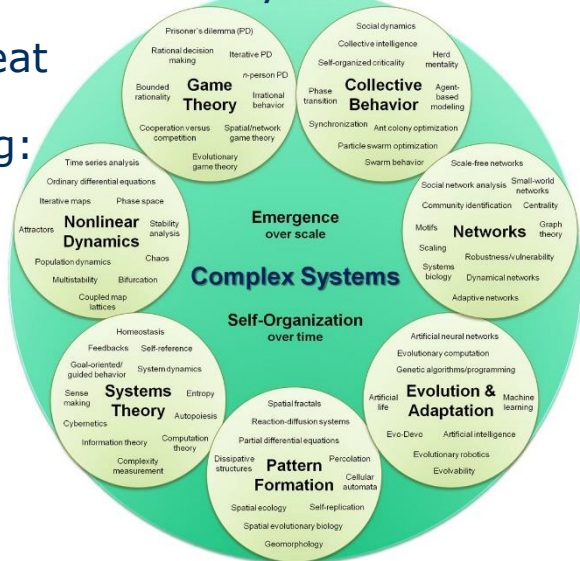 eat
g:
Prisoner's dilemma (PD)
Rational decision making
Iterative PD
n-person PD
Bounded rationality
Game Theory
Irrational behavior
Cooperation versus competition
Spatial/network game theory
Evolutionary game theory
Social dynamics
Collective intelligence
Self-organized criticality
Herd mentality
Phase transition
Collective Behavior
Agent-based modeling
Synchronization
Ant colony optimization
Particle swarm optimization
Swarm behavior
Time series analysis
Ordinary differential equations
Iterative maps
Phase space
Attractors
Nonlinear Dynamics
Stability analysis
Population dynamics
Chaos
Multistability
Bifurcation
Coupled map lattices
Emergence
over scale
Complex Systems
Self-Organization
over time
Scale-free networks
Social network analysis
Small-world networks
Community identification
Centrality
Motifs
Networks
Graph theory
Scaling
Robustness/vulnerability
Systems biology
Dynamical networks
Adaptive networks
Homeostasis
Feedbacks
Self-reference
Goal-oriented/ guided behavior
System dynamics
Sense making
Systems Theory
Entropy
Cybernetics
Autopoiesis
Information theory
Computation theory
Complexity measurement
Spatial fractals
Reaction-diffusion systems
Partial differential equations
Dissipative structures
Percolation
Pattern Formation
Cellular automata
Spatial ecology
Self-replication
Spatial evolutionary biology
Geomorphology
Artificial neural networks
Evolutionary computation
Genetic algorithms/programming
Artificial life
Evolution & Adaptation
Machine learning
Evo-Devo
Artificial intelligence
Evolutionary robotics
Evolvability